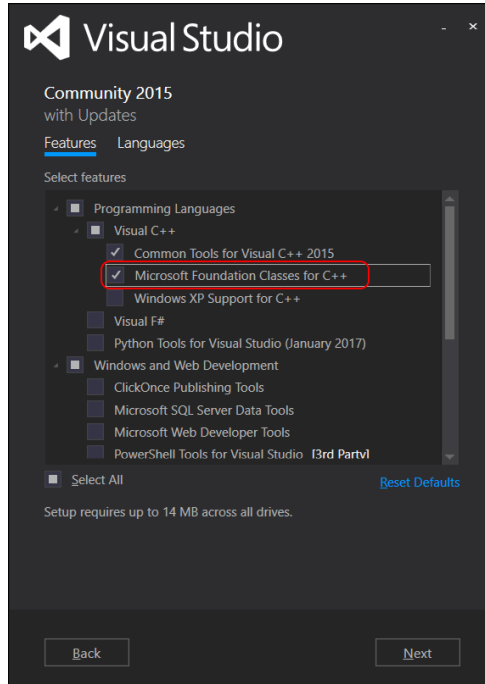 Visual Studio
Community 2015
with Updates
Features Languages
Select features
Programming Languages
Visual C++
Common Tools for Visual C++ 2015
Microsoft Foundation Classes for C++
Windows XP Support for C++
Visual F#
Python Tools for Visual Studio (January 2017)
Windows and Web Development
ClickOnce Publishing Tools
Microsoft SQL Server Data Tools
Microsoft Web Developer Tools
PowerShell Tools for Visual Studio [3rd Party]
Select All Reset Defaults
Setup requires up to 14 MB across all drives.
Back Next